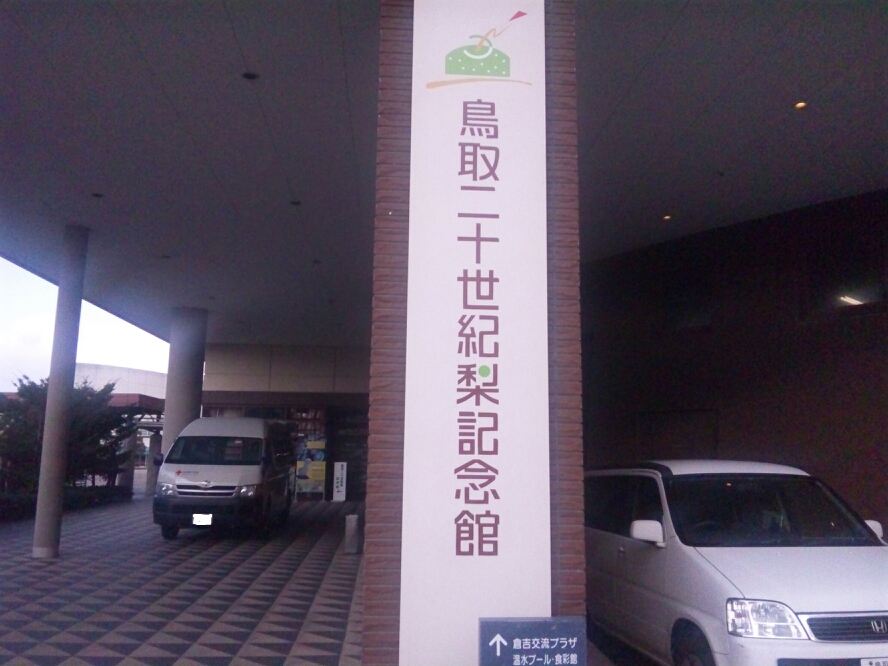 鳥取二十世紀梨記念館
倉吉交流プラザ
温水プール・食彩館